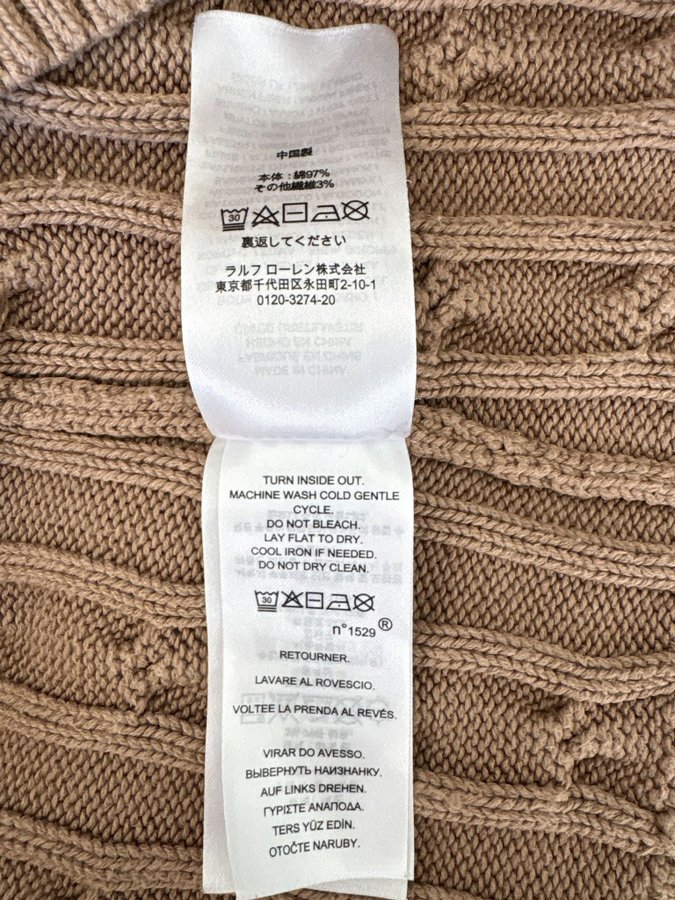 中国製
本体：綿97%
その他繊維3%
30
裏返してください
ラルフ ローレン株式会社
東京都千代田区永田町2-10-1
0120-3274-20
TURN INSIDE OUT.
MACHINE WASH COLD GENTLE
CYCLE.
DO NOT BLEACH.
LAY FLAT TO DRY.
COOL IRON IF NEEDED.
DO NOT DRY CLEAN.
30
n°1529®
RETOURNER.
LAVARE AL ROVESCIO.
VOLTEE LA PRENDA AL REVÉS.
VIRAR DO AVESSO.
ВЫВЕРНУТЬ НАИЗНАНКУ.
AUF LINKS DREHEN.
ΓΥΡΙΣΤΕ ΑΝΑΠΟΔΑ.
TERS YÜZ EDİN.
OTOČTE NARUBY.